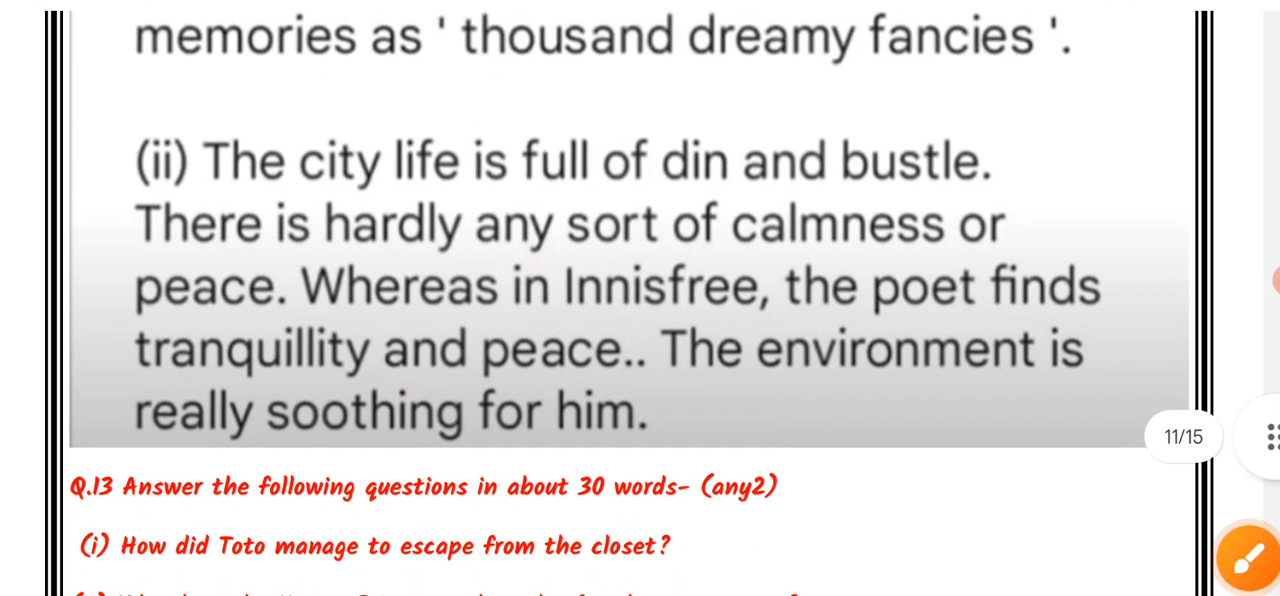 memories as ' thousand dreamy fancies '.
(ii) The city life is full of din and bustle.
There is hardly any sort of calmness or
peace. Whereas in Innisfree, the poet finds
tranquillity and peace.. The environment is
really soothing for him.
11/15
Q.13 Answer the following questions in about 30 words- (any2)
(i) How did Toto manage to escape from the closet?